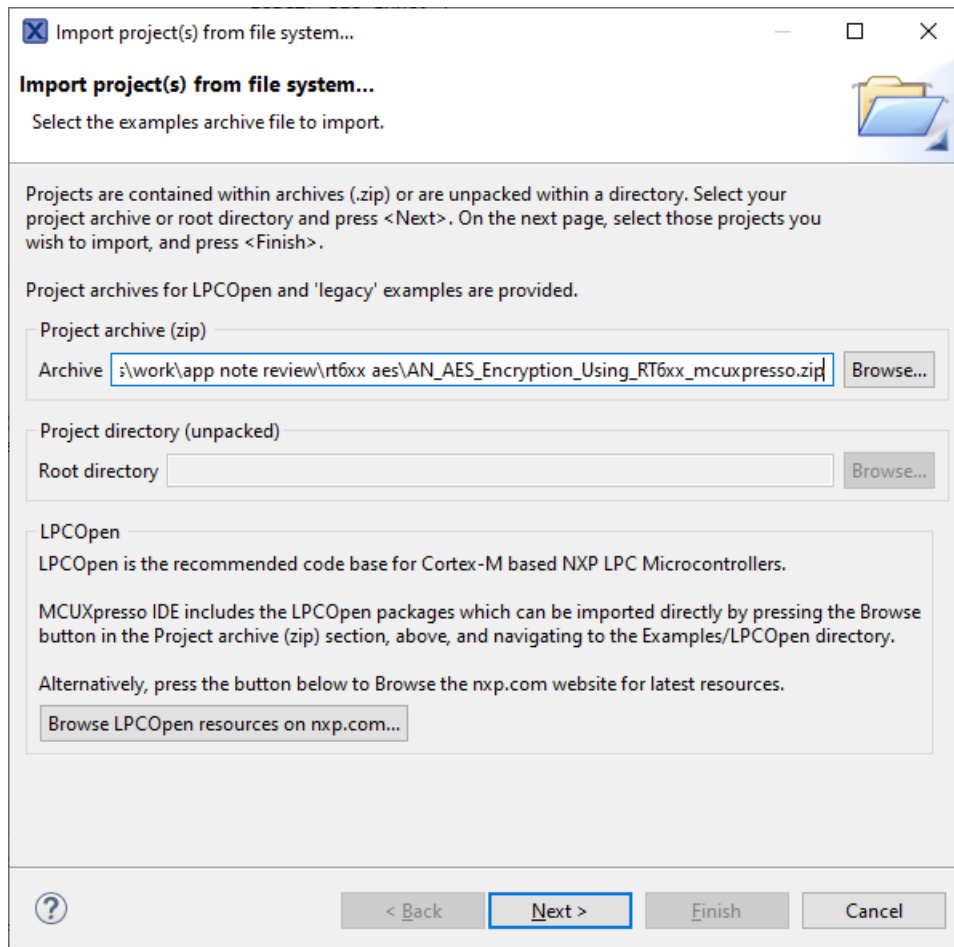 Import project(s) from file system...
Import project(s) from file system...
Select the examples archive file to import.
Projects are contained within archives (.zip) or are unpacked within a directory. Select your
project archive or root directory and press <Next>. On the next page, select those projects you
wish to import, and press <Finish>.
Project archives for LPCOpen and 'legacy' examples are provided.
Project archive (zip)
Archive :\work\app note review\rt6xx aes\AN_AES_Encryption_Using_RT6xx_mcuxpresso.zip Browse...
Project directory (unpacked)
Root directory Browse...
LPCOpen
LPCOpen is the recommended code base for Cortex-M based NXP LPC Microcontrollers.
MCUXpresso IDE includes the LPCOpen packages which can be imported directly by pressing the Browse
button in the Project archive (zip) section, above, and navigating to the Examples/LPCOpen directory.
Alternatively, press the button below to Browse the nxp.com website for latest resources.
Browse LPCOpen resources on nxp.com...
? < Back Next > Finish Cancel